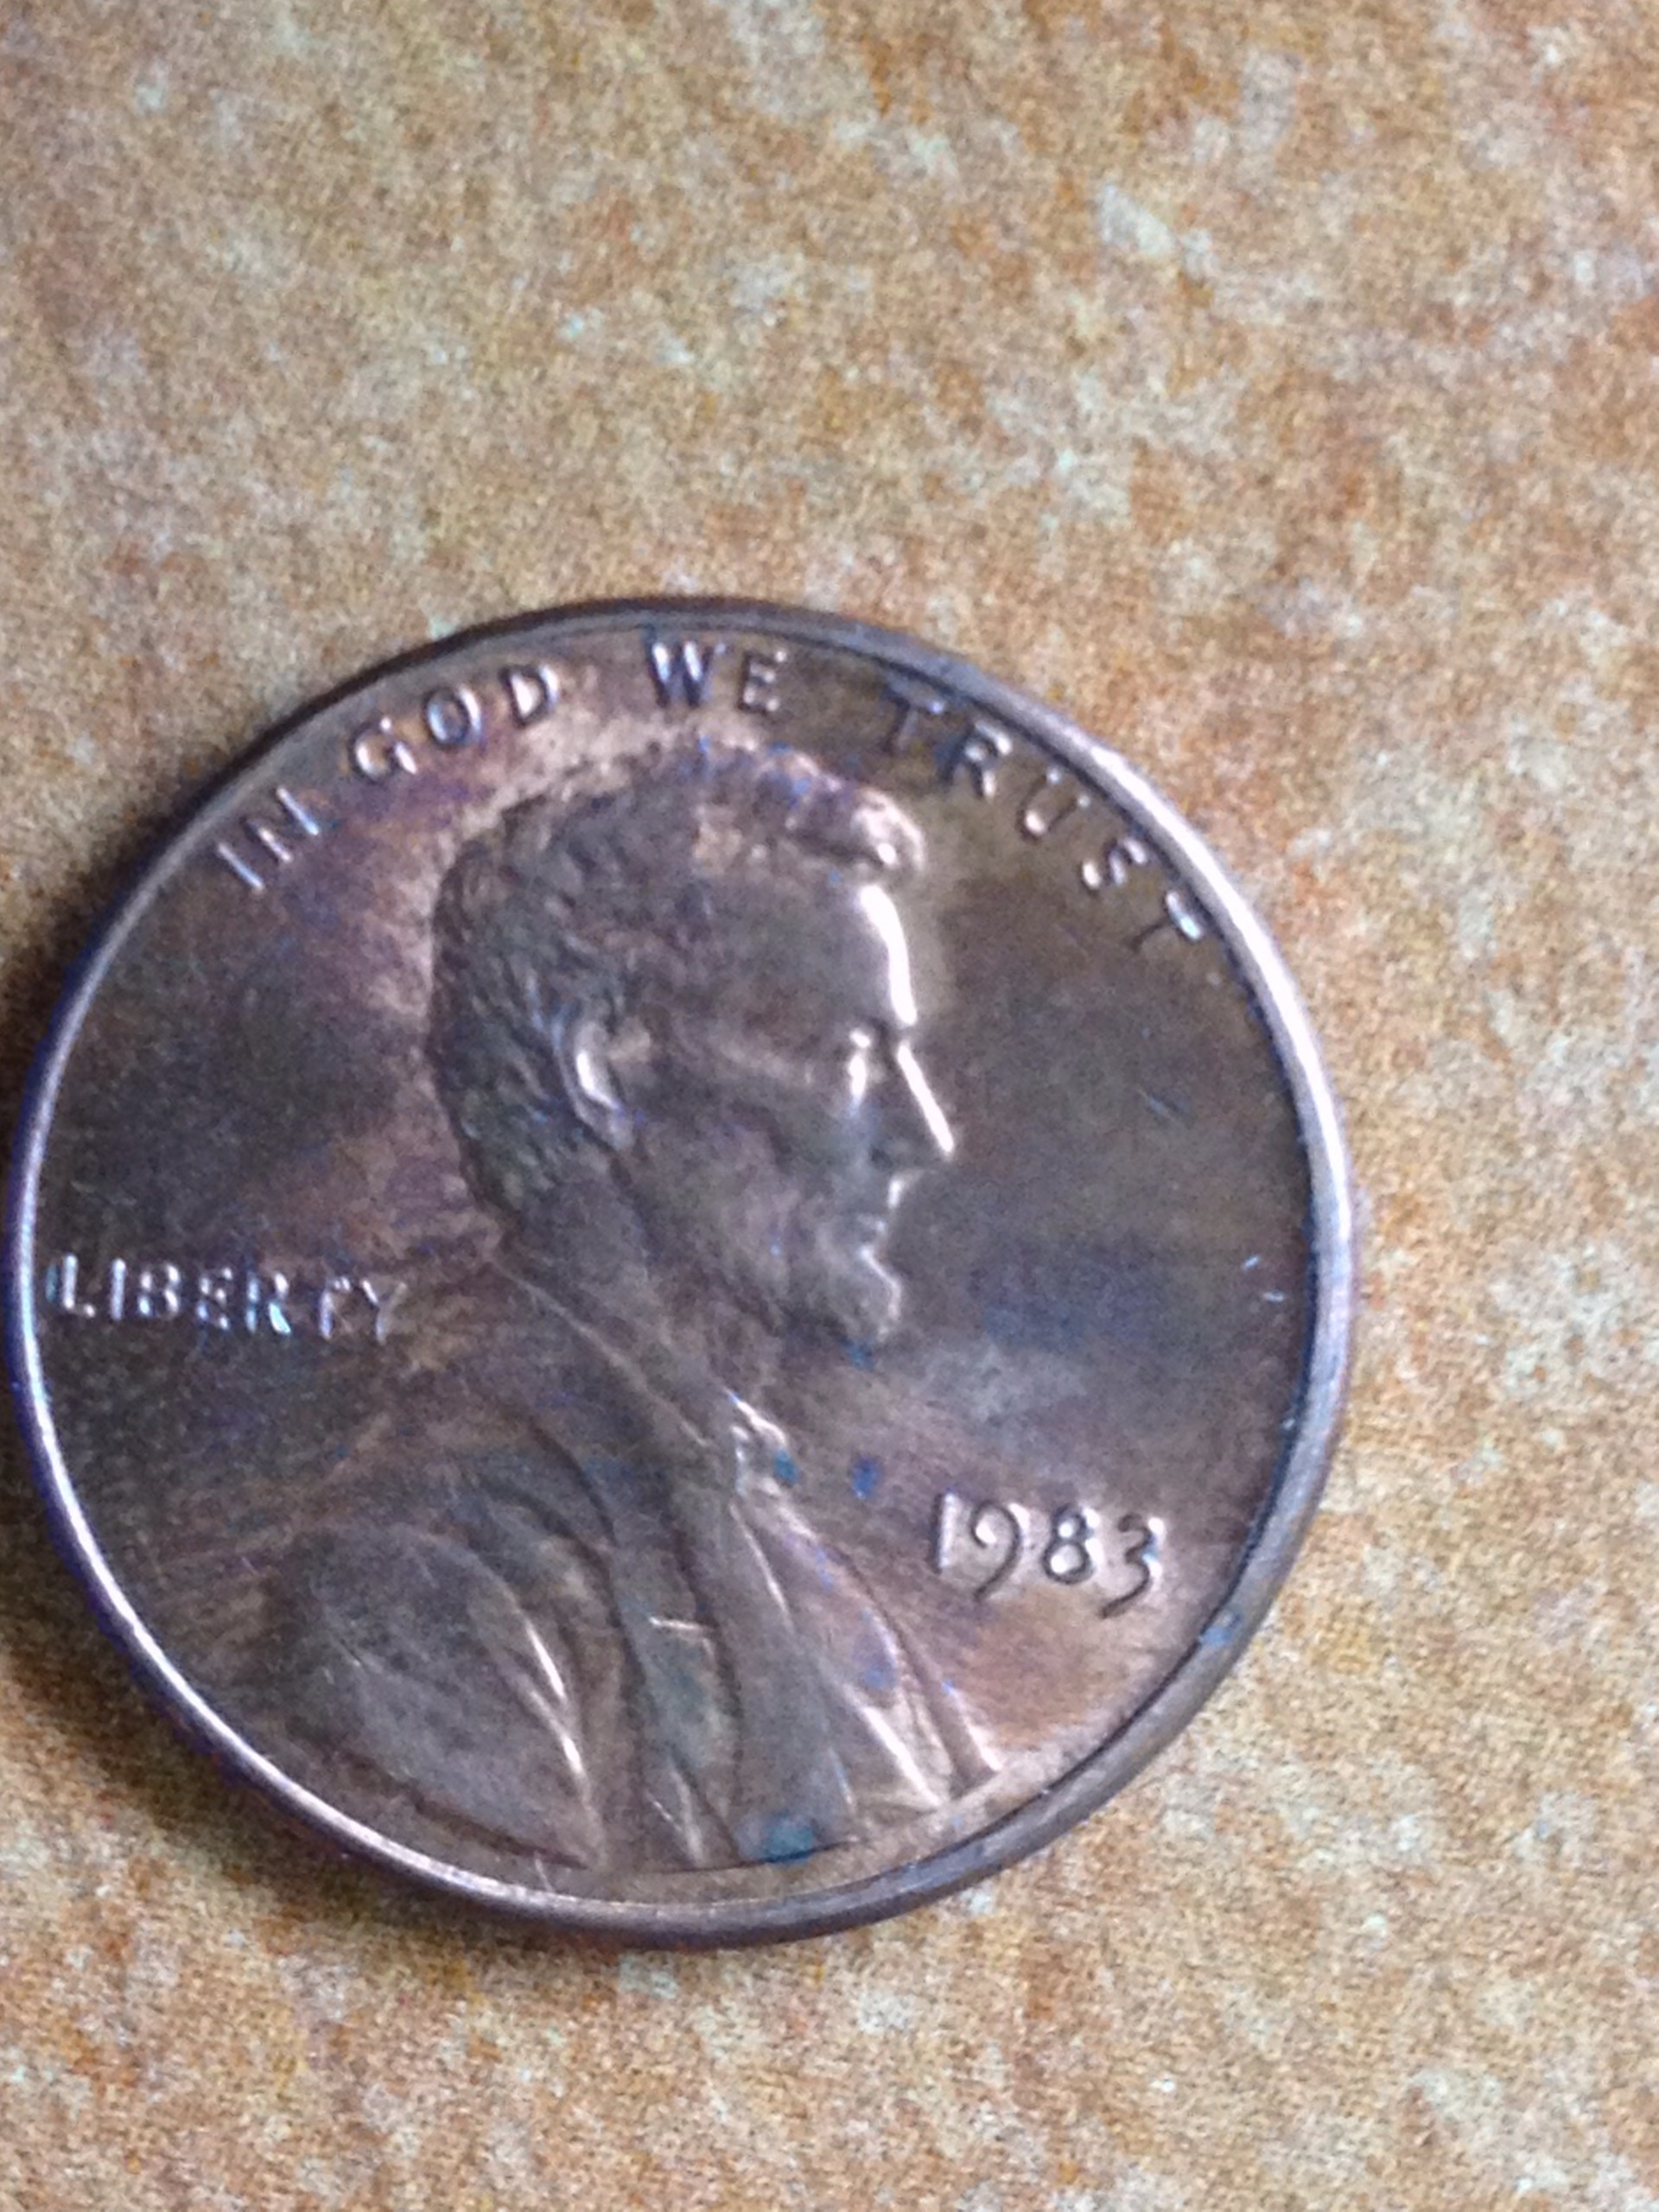 IN GOD WE TRUST
LIBERTY
1983